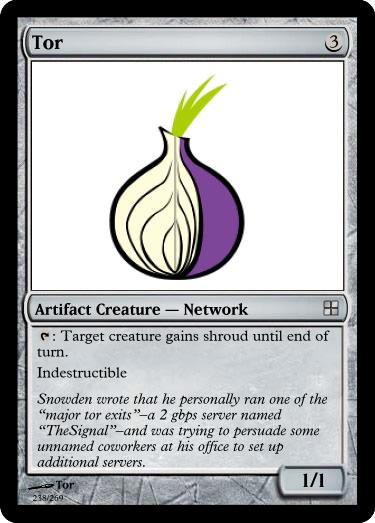 Tor 3
Artifact Creature — Network
: Target creature gains shroud until end of
turn.
Indestructible
Snowden wrote that he personally ran one of the
“major tor exits”–a 2 gbps server named
“TheSignal”–and was trying to persuade some
unnamed coworkers at his office to set up
additional servers.
1/1
Tor
238/269